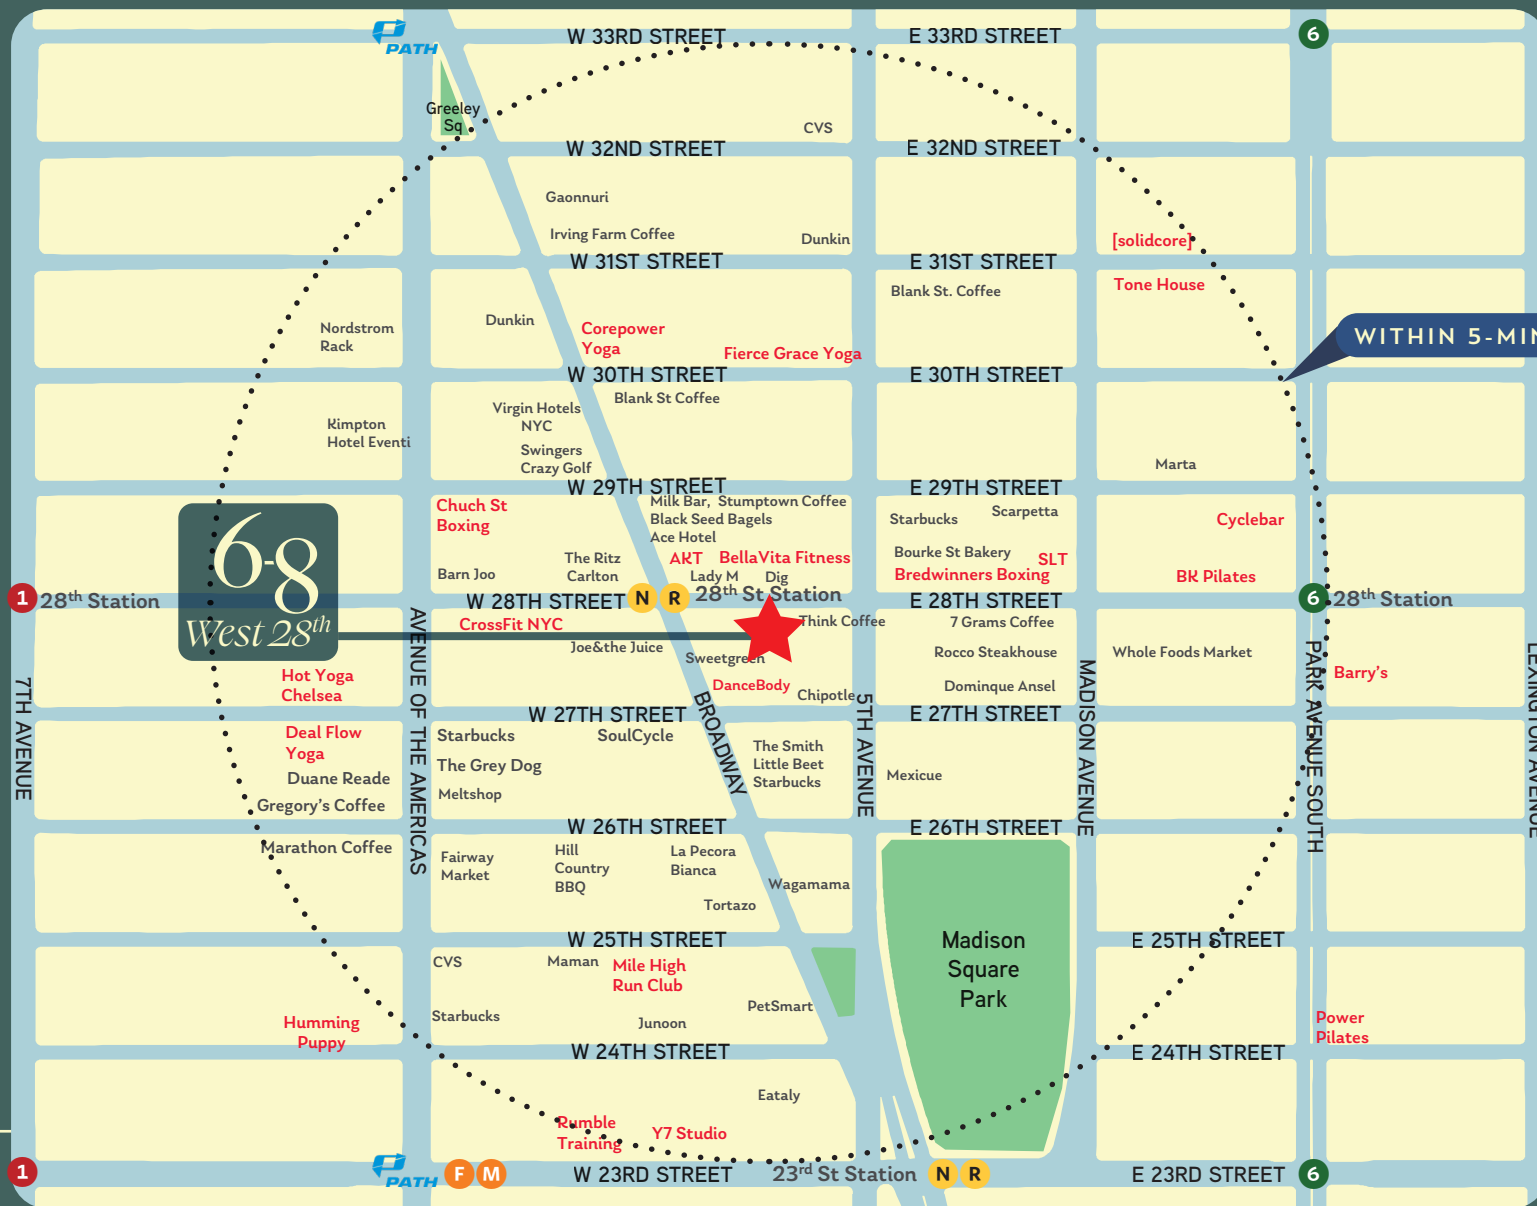 PATH
W 33RD STREET
E 33RD STREET
6
Greeley
Sq
CVS
W 32ND STREET
E 32ND STREET
Gaonnuri
Irving Farm Coffee
Dunkin
[solidcore]
W 31ST STREET
E 31ST STREET
Blank St. Coffee
Tone House
Nordstrom
Rack
Dunkin
Corepower
Yoga
Fierce Grace Yoga
WITHIN 5-MIN
W 30TH STREET
E 30TH STREET
Virgin Hotels
NYC
Blank St Coffee
Kimpton
Hotel Eventi
Swingers
Crazy Golf
Marta
W 29TH STREET
E 29TH STREET
Chuch St
Boxing
Milk Bar, Stumptown Coffee
Black Seed Bagels
Ace Hotel
Starbucks
Scarpetta
Cyclebar
6-8
West 28th
Barn Joo
The Ritz
Carlton
AKT
BellaVita Fitness
Lady M
Dig
Bourke St Bakery
SLT
Bredwinners Boxing
BK Pilates
1
28th Station
W 28TH STREET
N
R
28th St Station
E 28TH STREET
6
28th Station
CrossFit NYC
Think Coffee
7 Grams Coffee
Joe&the Juice
Sweetgreen
Rocco Steakhouse
Whole Foods Market
Hot Yoga
Chelsea
DanceBody
Chipotle
Dominque Ansel
Barry's
7TH AVENUE
AVENUE OF THE AMERICAS
BROADWAY
5TH AVENUE
MADISON AVENUE
PARK AVENUE SOUTH
LEXINGTON AVENUE
W 27TH STREET
E 27TH STREET
Deal Flow
Yoga
Duane Reade
Gregory's Coffee
Starbucks
SoulCycle
The Grey Dog
Meltshop
The Smith
Little Beet
Starbucks
Mexicue
W 26TH STREET
E 26TH STREET
Marathon Coffee
Fairway
Market
Hill
Country
BBQ
La Pecora
Bianca
Wagamama
Tortazo
W 25TH STREET
E 25TH STREET
Madison
Square
Park
CVS
Maman
Mile High
Run Club
PetSmart
Starbucks
Junoon
Humming
Puppy
Power
Pilates
W 24TH STREET
E 24TH STREET
Eataly
Rumble
Training
Y7 Studio
1
PATH
F
M
W 23RD STREET
23rd St Station
N
R
E 23RD STREET
6